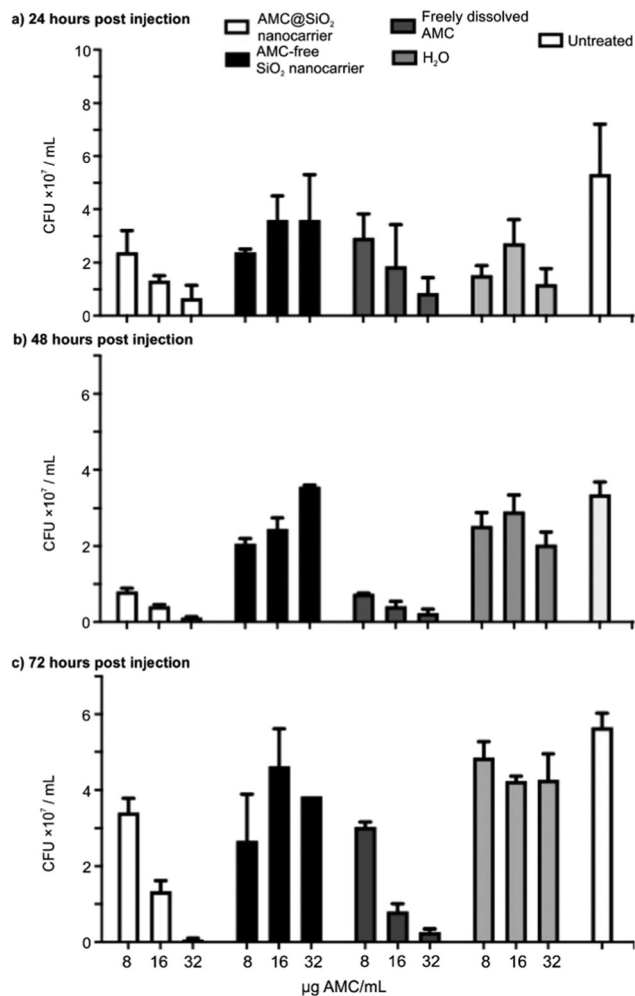 a) 24 hours post injection
AMC@SiO₂
nanocarrier
AMC-free
SiO₂ nanocarrier
Freely dissolved
AMC
H₂O
Untreated
10
8
6
4
2
0
CFU ×10⁷ / mL
b) 48 hours post injection
6
4
2
0
CFU ×10⁷ / mL
c) 72 hours post injection
6
4
2
0
CFU ×10⁷ / mL
8 16 32 8 16 32 8 16 32 8 16 32
µg AMC/mL